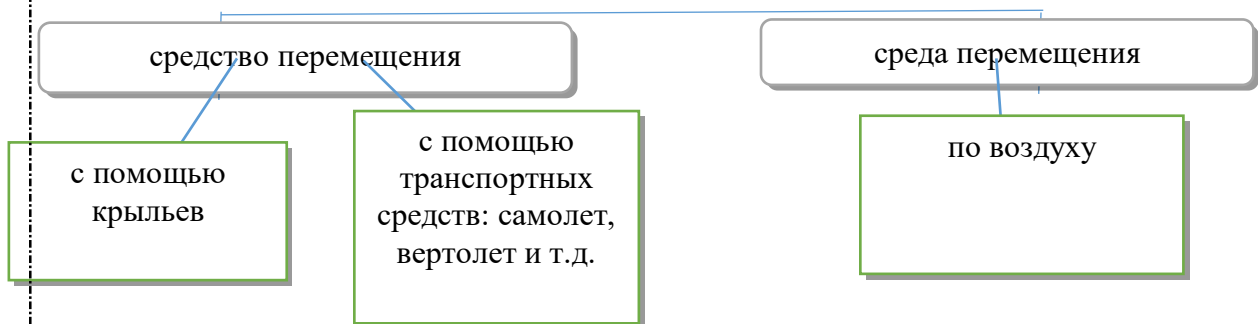 средство перемещения
среда перемещения
с помощью
крыльев
с помощью
транспортных
средств: самолет,
вертолет и т.д.
по воздуху